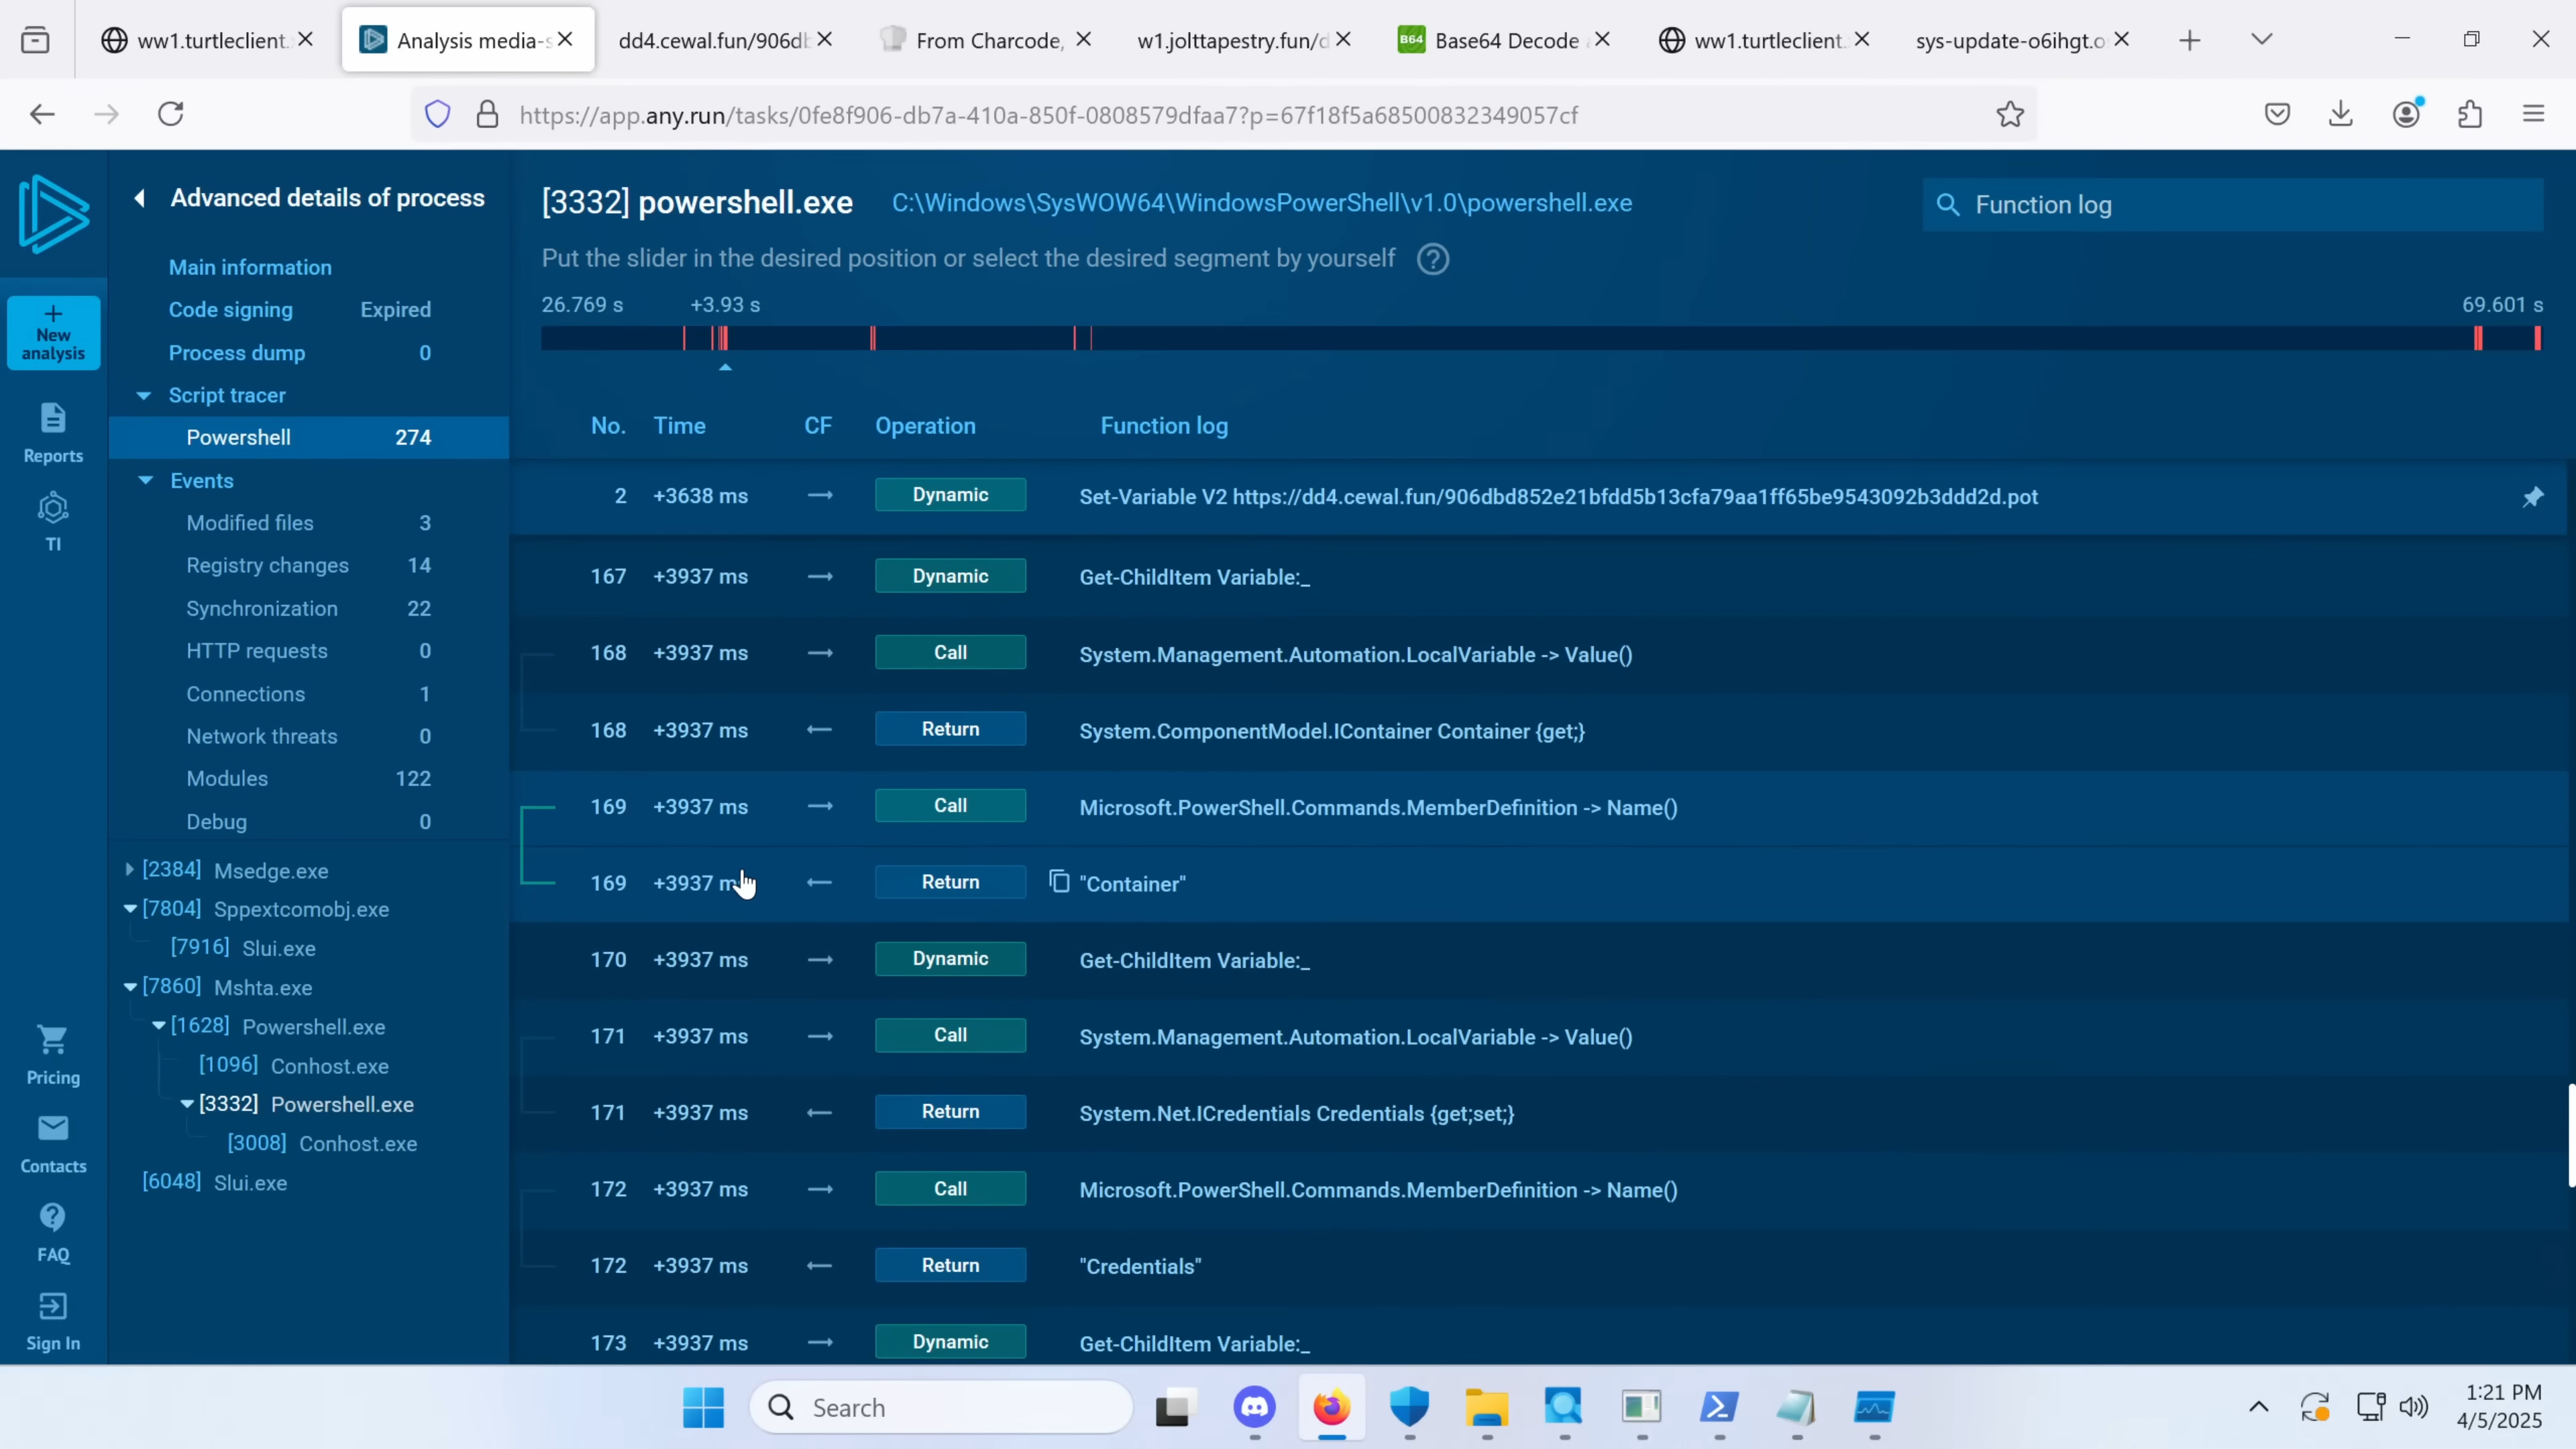 ww1.turtleclient.
Analysis media-s
dd4.cewal.fun/906db
From Charcode,
w1.jolttapestry.fun/d
B64
Base64 Decode
ww1.turtleclient.
sys-update-o6ihgt.o
https://app.any.run/tasks/0fe8f906-db7a-410a-850f-0808579dfaa7?p=67f18f5a68500832349057cf
+
New
analysis
Reports
TI
Pricing
Contacts
FAQ
Sign In
Advanced details of process
Main information
Code signing Expired
Process dump 0
Script tracer
Powershell 274
Events
Modified files 3
Registry changes 14
Synchronization 22
HTTP requests 0
Connections 1
Network threats 0
Modules 122
Debug 0
[2384] Msedge.exe
[7804] Sppextcomobj.exe
[7916] Slui.exe
[7860] Mshta.exe
[1628] Powershell.exe
[1096] Conhost.exe
[3332] Powershell.exe
[3008] Conhost.exe
[6048] Slui.exe
[3332] powershell.exe C:\Windows\SysWOW64\WindowsPowerShell\v1.0\powershell.exe
Function log
Put the slider in the desired position or select the desired segment by yourself ?
26.769 s +3.93 s 69.601 s
No. Time CF Operation Function log
2 +3638 ms → Dynamic Set-Variable V2 https://dd4.cewal.fun/906dbd852e21bfdd5b13cfa79aa1ff65be9543092b3ddd2d.pot
167 +3937 ms → Dynamic Get-ChildItem Variable:_
168 +3937 ms → Call System.Management.Automation.LocalVariable -> Value()
168 +3937 ms ← Return System.ComponentModel.IContainer Container {get;}
169 +3937 ms → Call Microsoft.PowerShell.Commands.MemberDefinition -> Name()
169 +3937 ms ← Return "Container"
170 +3937 ms → Dynamic Get-ChildItem Variable:_
171 +3937 ms → Call System.Management.Automation.LocalVariable -> Value()
171 +3937 ms ← Return System.Net.ICredentials Credentials {get;set;}
172 +3937 ms → Call Microsoft.PowerShell.Commands.MemberDefinition -> Name()
172 +3937 ms ← Return "Credentials"
173 +3937 ms → Dynamic Get-ChildItem Variable:_
Search
1:21 PM
4/5/2025